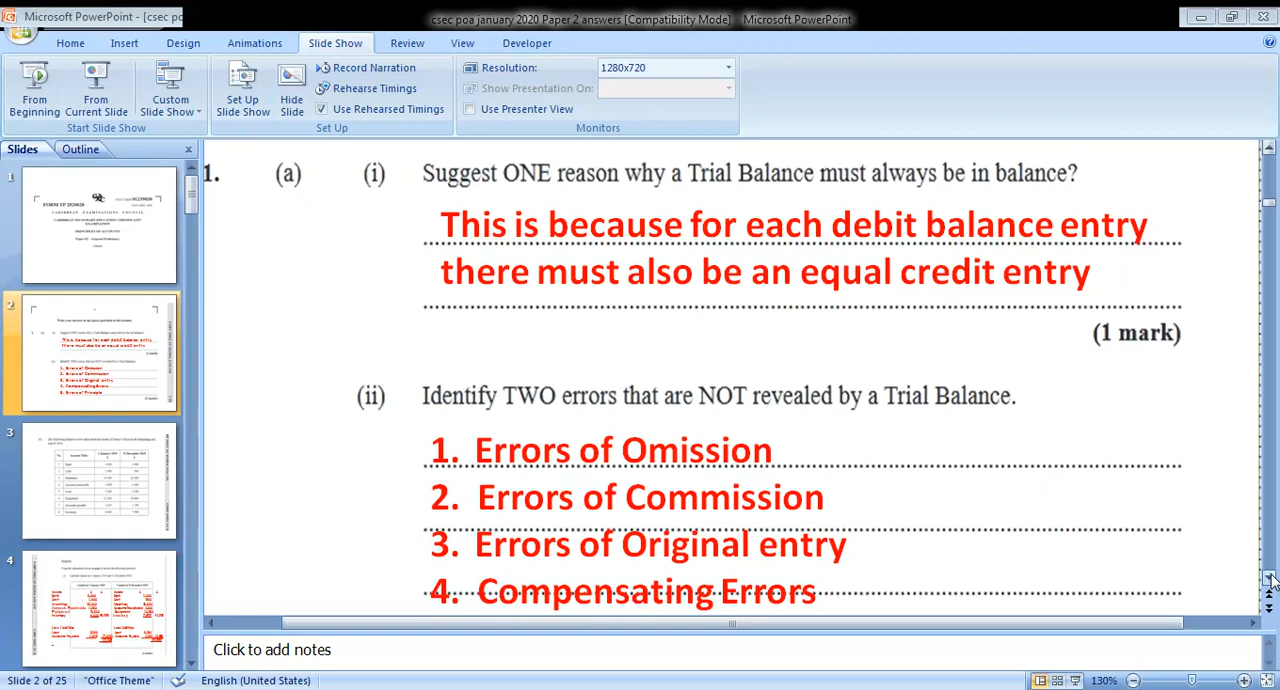 Microsoft PowerPoint - [csec po
csec poa january 2020 Paper 2 answers [Compatibility Mode] - Microsoft PowerPoint
Home Insert Design Animations Slide Show Review View Developer
From Beginning
From Current Slide
Custom Slide Show
Start Slide Show
Set Up Slide Show
Hide Slide
Record Narration
Rehearse Timings
Use Rehearsed Timings
Set Up
Resolution: 1280x720
Show Presentation On:
Use Presenter View
Monitors
Slides Outline
1
FORM TP 2020020
CARIBBEAN EXAMINATIONS COUNCIL
2
3
4
1. (a) (i) Suggest ONE reason why a Trial Balance must always be in balance?
This is because for each debit balance entry
there must also be an equal credit entry
(1 mark)
(ii) Identify TWO errors that are NOT revealed by a Trial Balance.
1. Errors of Omission
2. Errors of Commission
3. Errors of Original entry
4. Compensating Errors
Click to add notes
Slide 2 of 25 "Office Theme" English (United States) 130%